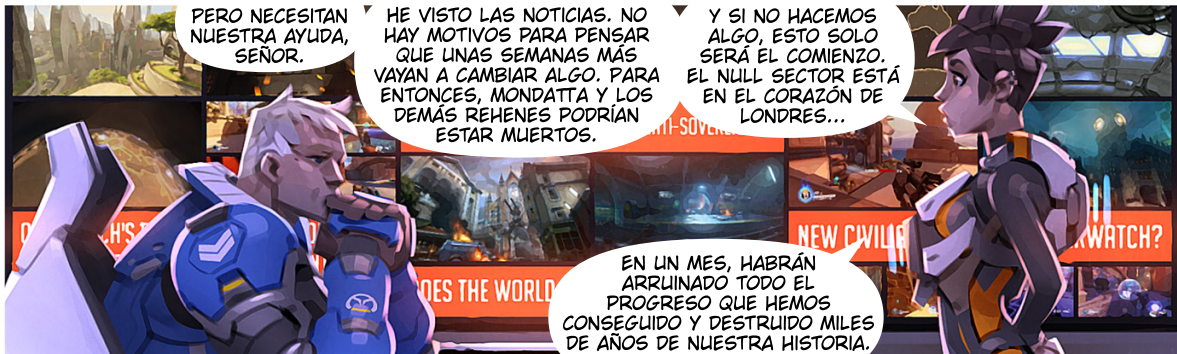 PERO NECESITAN
NUESTRA AYUDA,
SEÑOR.
HE VISTO LAS NOTICIAS. NO
HAY MOTIVOS PARA PENSAR
QUE UNAS SEMANAS MÁS
VAYAN A CAMBIAR ALGO. PARA
ENTONCES, MONDATTA Y LOS
DEMÁS REHENES PODRÍAN
ESTAR MUERTOS.
Y SI NO HACEMOS
ALGO, ESTO SOLO
SERÁ EL COMIENZO.
EL NULL SECTOR ESTÁ
EN EL CORAZÓN DE
LONDRES...
NEW
THE WORLD
EN UN MES, HABRÁN
ARRUINADO TODO EL
PROGRESO QUE HEMOS
CONSEGUIDO Y DESTRUIDO MILES
DE AÑOS DE NUESTRA HISTORIA.